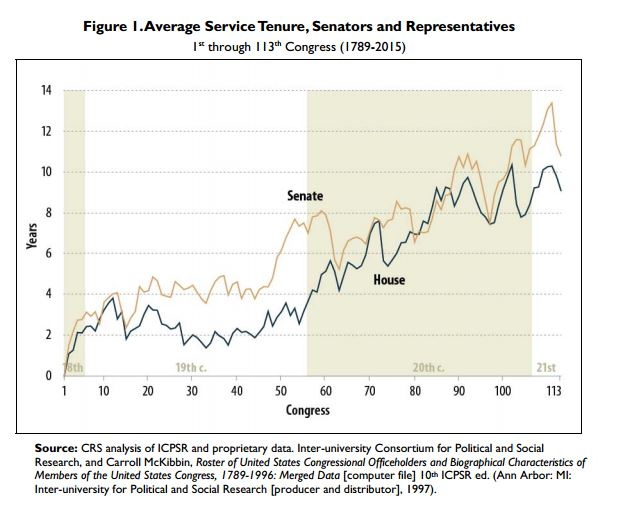 Figure 1. Average Service Tenure, Senators and Representatives
1st through 113th Congress (1789-2015)
14
12
10
8
6
4
2
0
Years
Senate
House
18th
19th c.
20th c.
21st
1
10
20
30
40
50
60
70
80
90
100
113
Congress
Source: CRS analysis of ICPSR and proprietary data. Inter-university Consortium for Political and Social
Research, and Carroll McKibbin, Roster of United States Congressional Officeholders and Biographical Characteristics of
Members of the United States Congress, 1789-1996: Merged Data [computer file] 10th ICPSR ed. (Ann Arbor: MI:
Inter-university for Political and Social Research [producer and distributor], 1997).